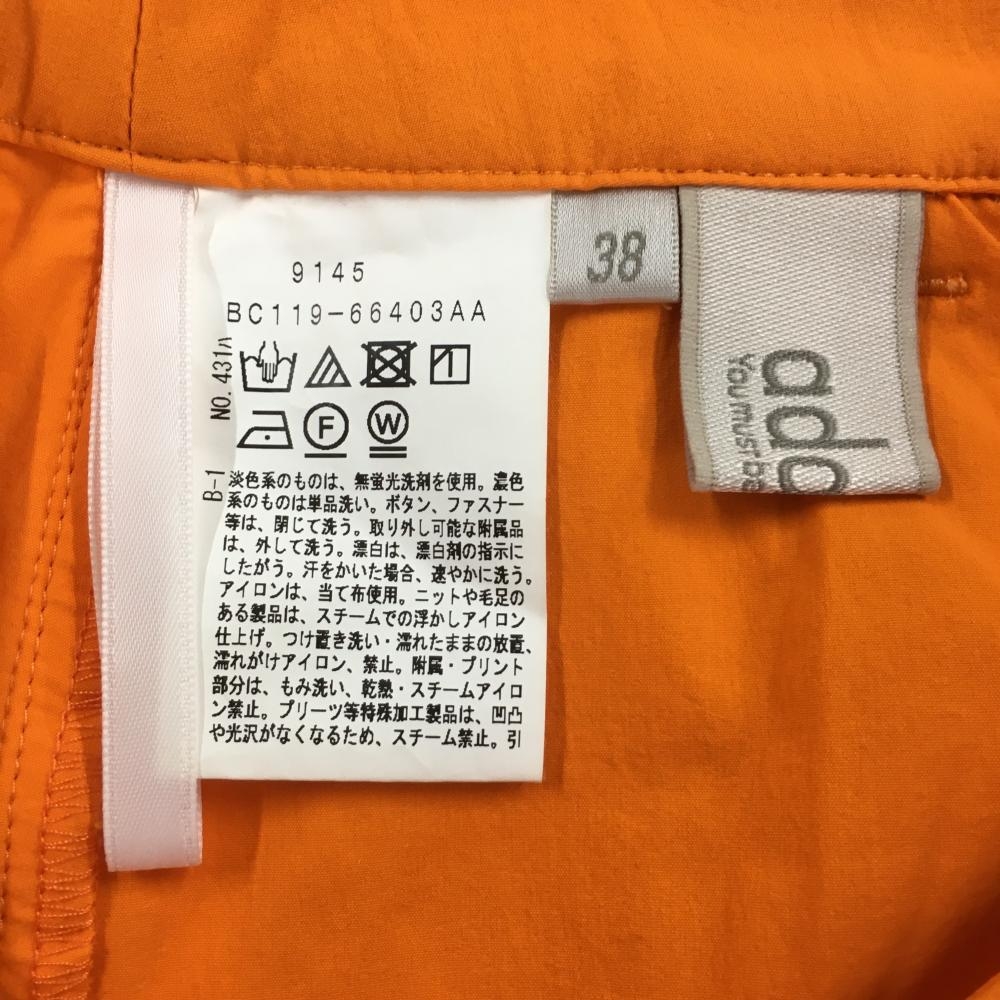 9145
BC119-66403AA
NO. 431A
B-1
F
W
淡色系のものは、無蛍光洗剤を使用。濃色
系のものは単品洗い。ボタン、ファスナー
等は、閉じて洗う。取り外し可能な附属品
は、外して洗う。漂白は、漂白剤の指示に
したがう。汗をかいた場合、速やかに洗う。
アイロンは、当て布使用。ニットや毛足の
ある製品は、スチームでの浮かしアイロン
仕上げ。つけ置き洗い・濡れたままの放置、
濡れがけアイロン、禁止。附属・プリント
部分は、もみ洗い、乾熱・スチームアイロ
ン禁止。プリーツ等特殊加工製品は、凹凸
や光沢がなくなるため、スチーム禁止。引
38
You must be